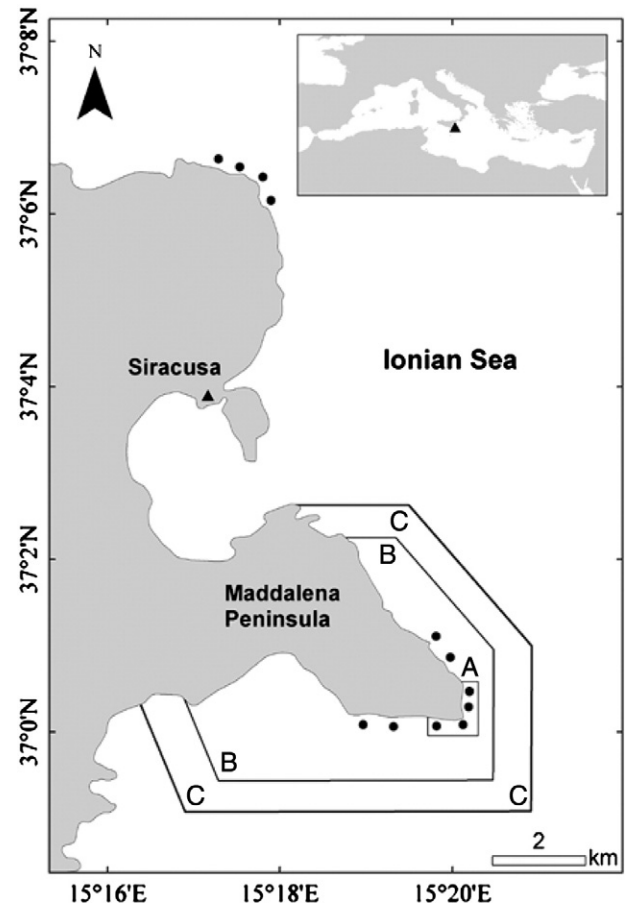 37°8'N
N
37°6'N
Siracusa
Ionian Sea
37°4'N
C
B
37°2'N
Maddalena
Peninsula
A
37°0'N
B
C
C
2
km
15°16'E
15°18'E
15°20'E